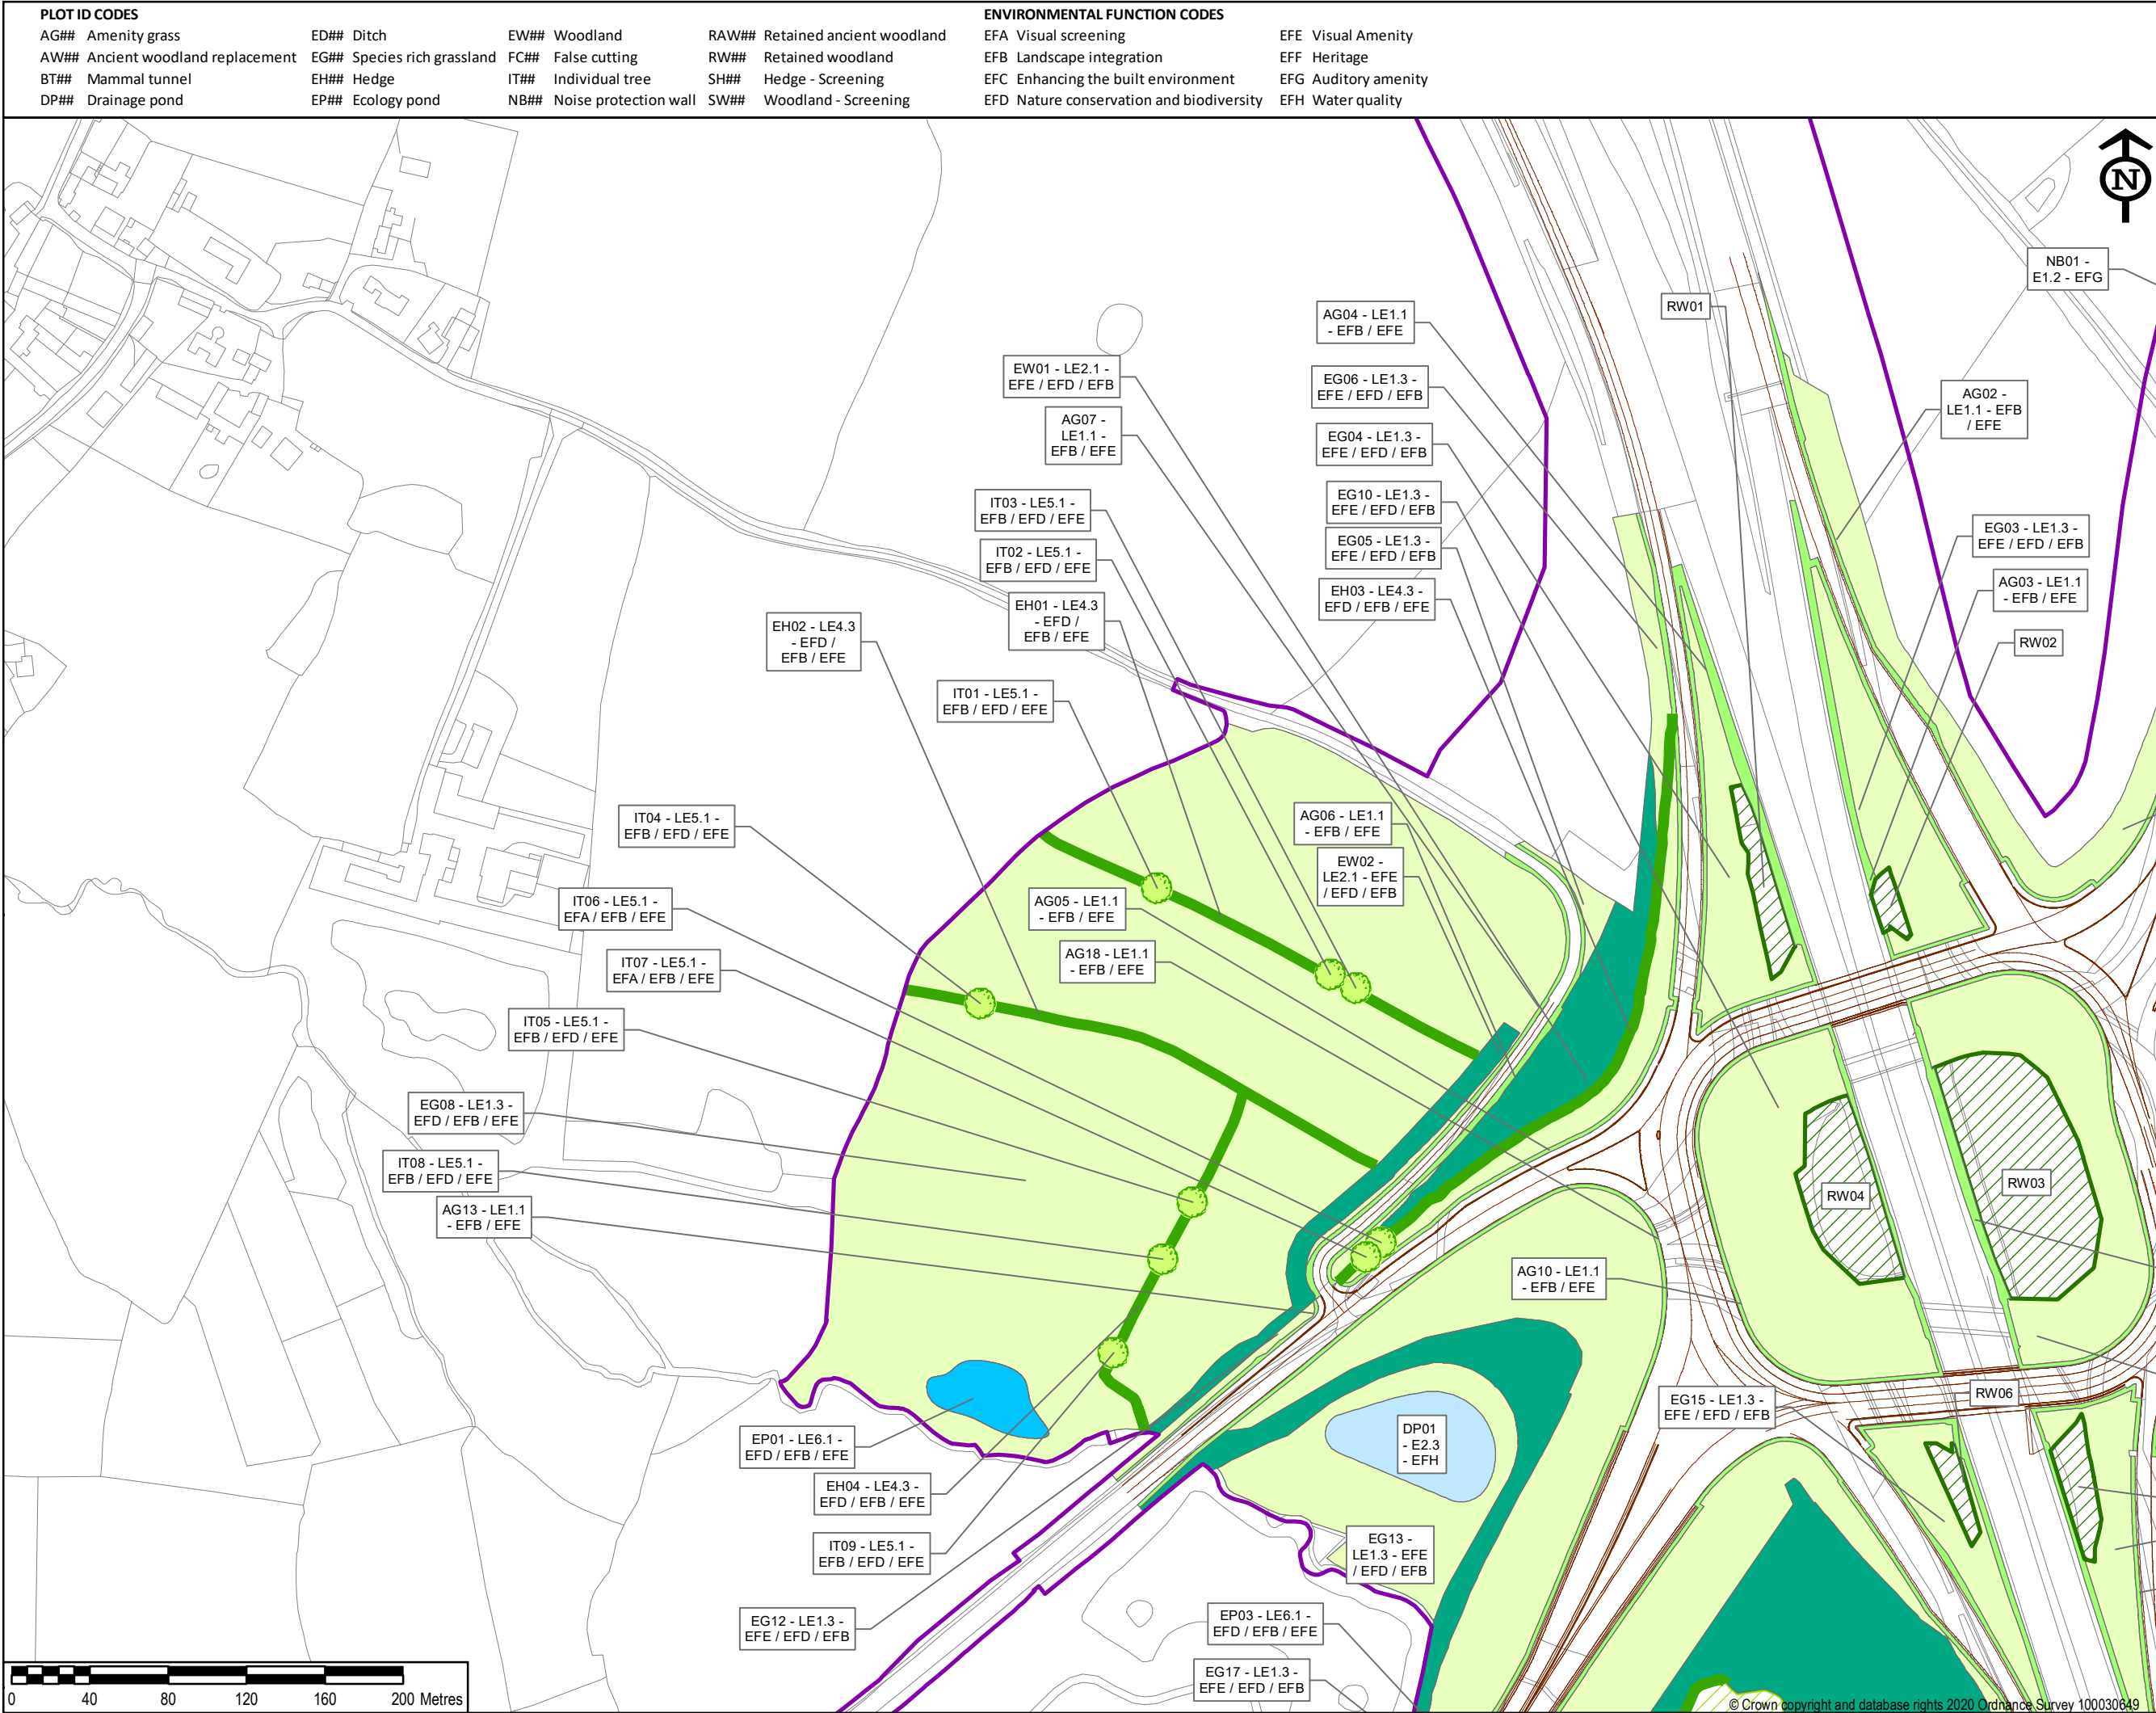 PLOT ID CODES
AG## Amenity grass
AW## Ancient woodland replacement
BT## Mammal tunnel
DP## Drainage pond
ED## Ditch
EG## Species rich grassland
EH## Hedge
EP## Ecology pond
EW## Woodland
FC## False cutting
IT## Individual tree
NB## Noise protection wall
RAW## Retained ancient woodland
RW## Retained woodland
SH## Hedge - Screening
SW## Woodland - Screening
ENVIRONMENTAL FUNCTION CODES
EFA Visual screening
EFB Landscape integration
EFC Enhancing the built environment
EFD Nature conservation and biodiversity
EFE Visual Amenity
EFF Heritage
EFG Auditory amenity
EFH Water quality
N
NB01 -
E1.2 - EFG
RW01
AG04 - LE1.1
- EFB / EFE
EW01 - LE2.1 -
EFE / EFD / EFB
EG06 - LE1.3 -
EFE / EFD / EFB
AG02 -
LE1.1 - EFB
/ EFE
AG07 -
LE1.1 -
EFB / EFE
EG04 - LE1.3 -
EFE / EFD / EFB
IT03 - LE5.1 -
EFB / EFD / EFE
EG10 - LE1.3 -
EFE / EFD / EFB
EG03 - LE1.3 -
EFE / EFD / EFB
IT02 - LE5.1 -
EFB / EFD / EFE
EG05 - LE1.3 -
EFE / EFD / EFB
AG03 - LE1.1
- EFB / EFE
EH01 - LE4.3
- EFD /
EFB / EFE
EH03 - LE4.3 -
EFD / EFB / EFE
EH02 - LE4.3
- EFD /
EFB / EFE
RW02
IT01 - LE5.1 -
EFB / EFD / EFE
IT04 - LE5.1 -
EFB / EFD / EFE
AG06 - LE1.1
- EFB / EFE
EW02 -
LE2.1 - EFE
/ EFD / EFB
IT06 - LE5.1 -
EFA / EFB / EFE
AG05 - LE1.1
- EFB / EFE
IT07 - LE5.1 -
EFA / EFB / EFE
AG18 - LE1.1
- EFB / EFE
IT05 - LE5.1 -
EFB / EFD / EFE
EG08 - LE1.3 -
EFD / EFB / EFE
IT08 - LE5.1 -
EFB / EFD / EFE
AG13 - LE1.1
- EFB / EFE
RW04
RW03
AG10 - LE1.1
- EFB / EFE
EG15 - LE1.3 -
EFE / EFD / EFB
RW06
EP01 - LE6.1 -
EFD / EFB / EFE
DP01
- E2.3
- EFH
EH04 - LE4.3 -
EFD / EFB / EFE
IT09 - LE5.1 -
EFB / EFD / EFE
EG13 -
LE1.3 - EFE
/ EFD / EFB
EG12 - LE1.3 -
EFE / EFD / EFB
EP03 - LE6.1 -
EFD / EFB / EFE
EG17 - LE1.3 -
EFE / EFD / EFB
0 40 80 120 160 200 Metres
© Crown copyright and database rights 2020 Ordnance Survey 100030649